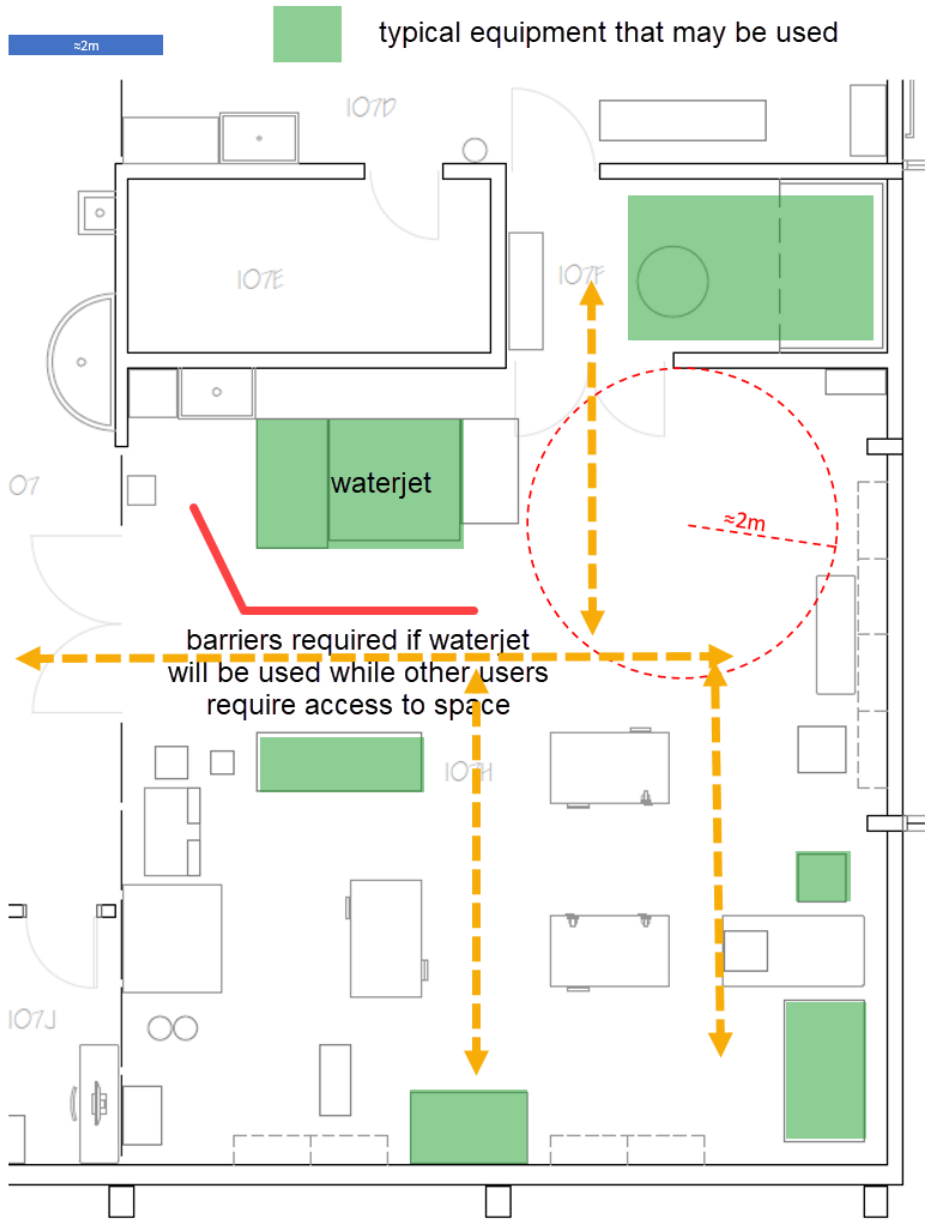 ≈2m
typical equipment that may be used
107D
107E
107F
waterjet
07
≈2m
barriers required if waterjet
will be used while other users
require access to space
107H
107J